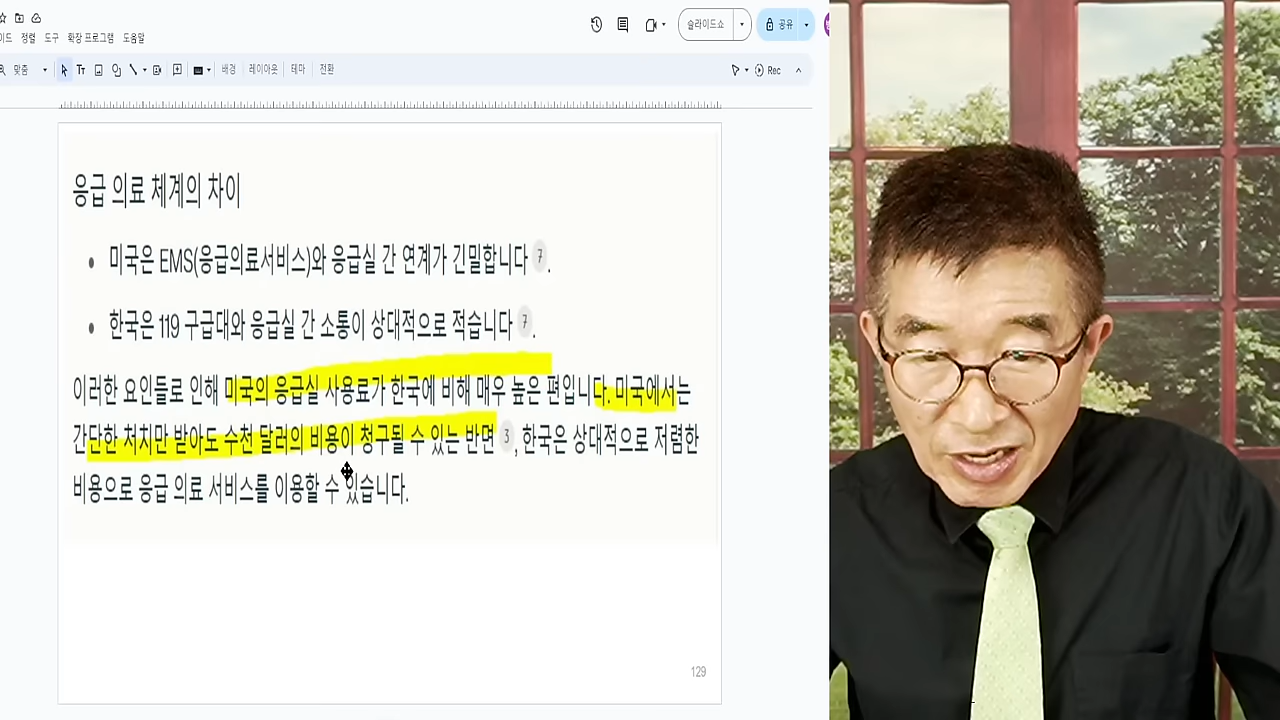 이드 정렬 도구 확장 프로그램 도움말
슬라이드쇼
공유
맞춤
배경 레이아웃 테마 전환
Rec
응급 의료 체계의 차이
• 미국은 EMS(응급의료서비스)와 응급실 간 연계가 긴밀합니다 7.
• 한국은 119 구급대와 응급실 간 소통이 상대적으로 적습니다 7.
이러한 요인들로 인해 미국의 응급실 사용료가 한국에 비해 매우 높은 편입니다. 미국에서는
간단한 처치만 받아도 수천 달러의 비용이 청구될 수 있는 반면 3, 한국은 상대적으로 저렴한
비용으로 응급 의료 서비스를 이용할 수 있습니다.
129